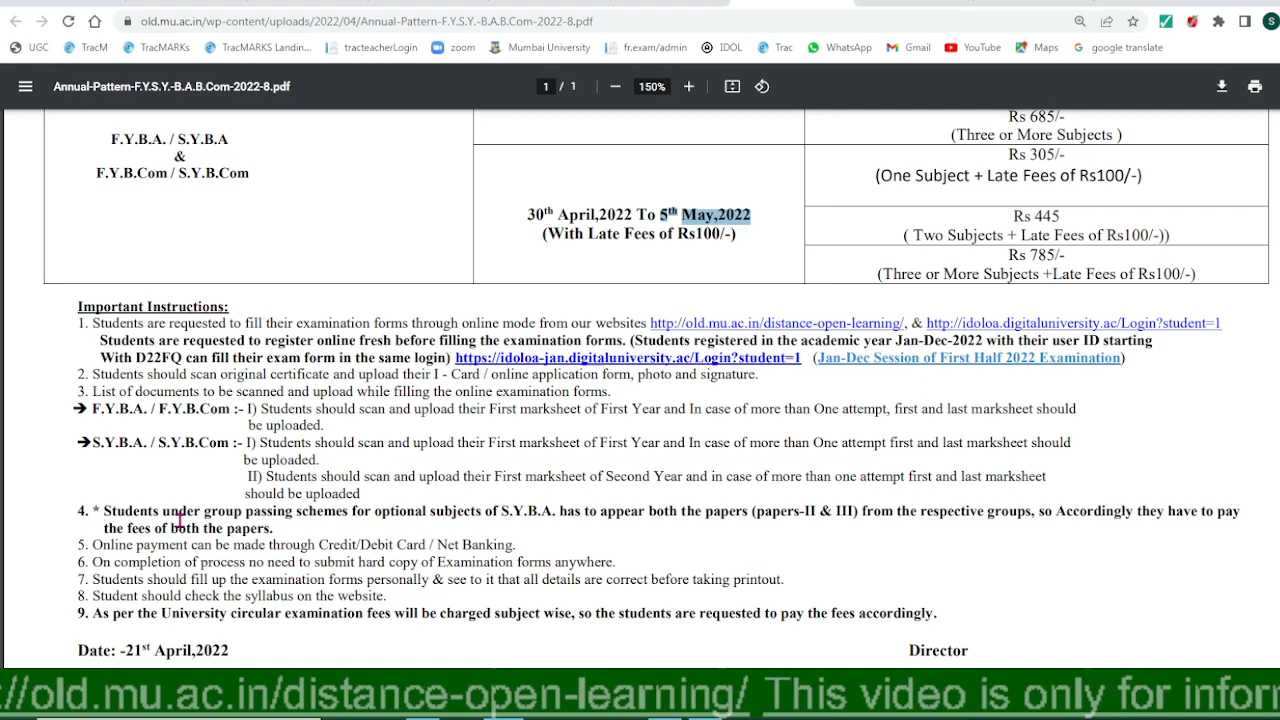 old.mu.ac.in/wp-content/uploads/2022/04/Annual-Pattern-F.Y.S.Y.-B.A.B.Com-2022-8.pdf
S
UGC TracM TracMARKs TracMARKS Landin... tracteacherLogin zoom Mumbai University fr.exam/admin IDOL Trac WhatsApp Gmail YouTube Maps google translate
Annual-Pattern-F.Y.S.Y.-B.A.B.Com-2022-8.pdf 1 / 1 150%
Rs 685/-
(Three or More Subjects )
F.Y.B.A. / S.Y.B.A
&
F.Y.B.Com / S.Y.B.Com
Rs 305/-
(One Subject + Late Fees of Rs100/-)
30th April,2022 To 5th May,2022
(With Late Fees of Rs100/-)
Rs 445
( Two Subjects + Late Fees of Rs100/-))
Rs 785/-
(Three or More Subjects +Late Fees of Rs100/-)
Important Instructions:
1. Students are requested to fill their examination forms through online mode from our websites http://old.mu.ac.in/distance-open-learning/, & http://idoloa.digitaluniversity.ac/Login?student=1
Students are requested to register online fresh before filling the examination forms. (Students registered in the academic year Jan-Dec-2022 with their user ID starting
With D22FQ can fill their exam form in the same login) https://idoloa-jan.digitaluniversity.ac/Login?student=1 (Jan-Dec Session of First Half 2022 Examination)
2. Students should scan original certificate and upload their I - Card / online application form, photo and signature.
3. List of documents to be scanned and upload while filling the online examination forms.
➔ F.Y.B.A. / F.Y.B.Com :- I) Students should scan and upload their First marksheet of First Year and In case of more than One attempt, first and last marksheet should
be uploaded.
➔S.Y.B.A. / S.Y.B.Com :- I) Students should scan and upload their First marksheet of First Year and In case of more than One attempt first and last marksheet should
be uploaded.
II) Students should scan and upload their First marksheet of Second Year and in case of more than one attempt first and last marksheet
should be uploaded
4. * Students under group passing schemes for optional subjects of S.Y.B.A. has to appear both the papers (papers-II & III) from the respective groups, so Accordingly they have to pay
the fees of both the papers.
5. Online payment can be made through Credit/Debit Card / Net Banking.
6. On completion of process no need to submit hard copy of Examination forms anywhere.
7. Students should fill up the examination forms personally & see to it that all details are correct before taking printout.
8. Student should check the syllabus on the website.
9. As per the University circular examination fees will be charged subject wise, so the students are requested to pay the fees accordingly.
Date: -21st April,2022 Director
://old.mu.ac.in/distance-open-learning/ This video is only for infor